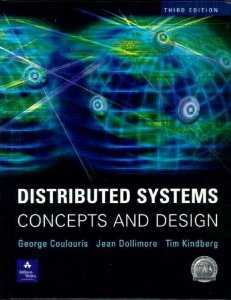 THIRD EDITION
DISTRIBUTED SYSTEMS
CONCEPTS AND DESIGN
George Coulouris Jean Dollimore Tim Kindberg